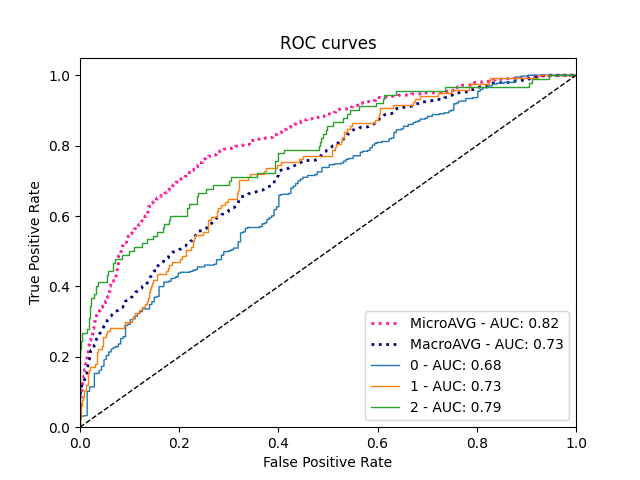 ROC curves
True Positive Rate
1.0
0.8
0.6
0.4
0.2
0.0
0.0 0.2 0.4 0.6 0.8 1.0
False Positive Rate
MicroAVG - AUC: 0.82
MacroAVG - AUC: 0.73
0 - AUC: 0.68
1 - AUC: 0.73
2 - AUC: 0.79